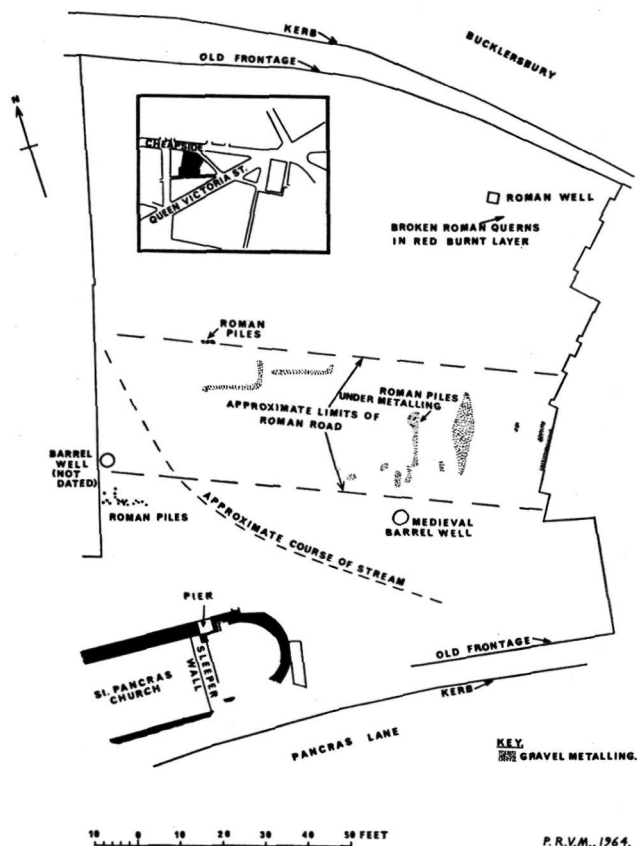 KERB
BUCKLERSBURY
OLD FRONTAGE
N
CHEAPSIDE
QUEEN VICTORIA ST.
ROMAN WELL
BROKEN ROMAN QUERNS
IN RED BURNT LAYER
ROMAN
PILES
ROMAN PILES
UNDER METALLING
APPROXIMATE LIMITS OF
ROMAN ROAD
BARREL
WELL
(NOT
DATED)
ROMAN PILES
MEDIEVAL
BARREL WELL
APPROXIMATE COURSE OF STREAM
PIER
SLEEPER
WALL
St. PANCRAS
CHURCH
OLD FRONTAGE
KERB
PANCRAS LANE
KEY.
GRAVEL METALLING.
10 0 10 20 30 50 FEET
P.R.V.M., 1964.